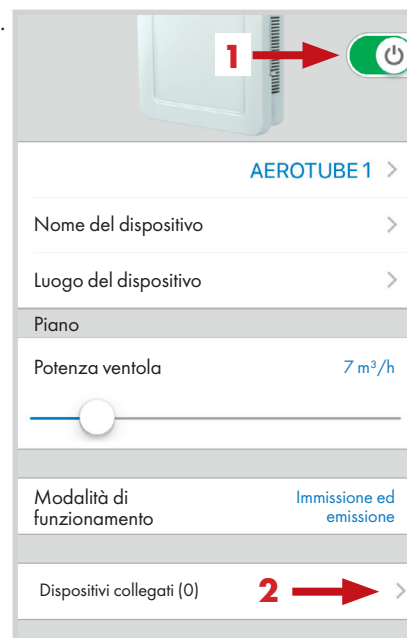 .
1
AEROTUBE 1 >
Nome del dispositivo >
Luogo del dispositivo >
Piano
Potenza ventola 7 m³/h
Modalità di funzionamento
Immissione ed emissione
Dispositivi collegati (0) 2 >